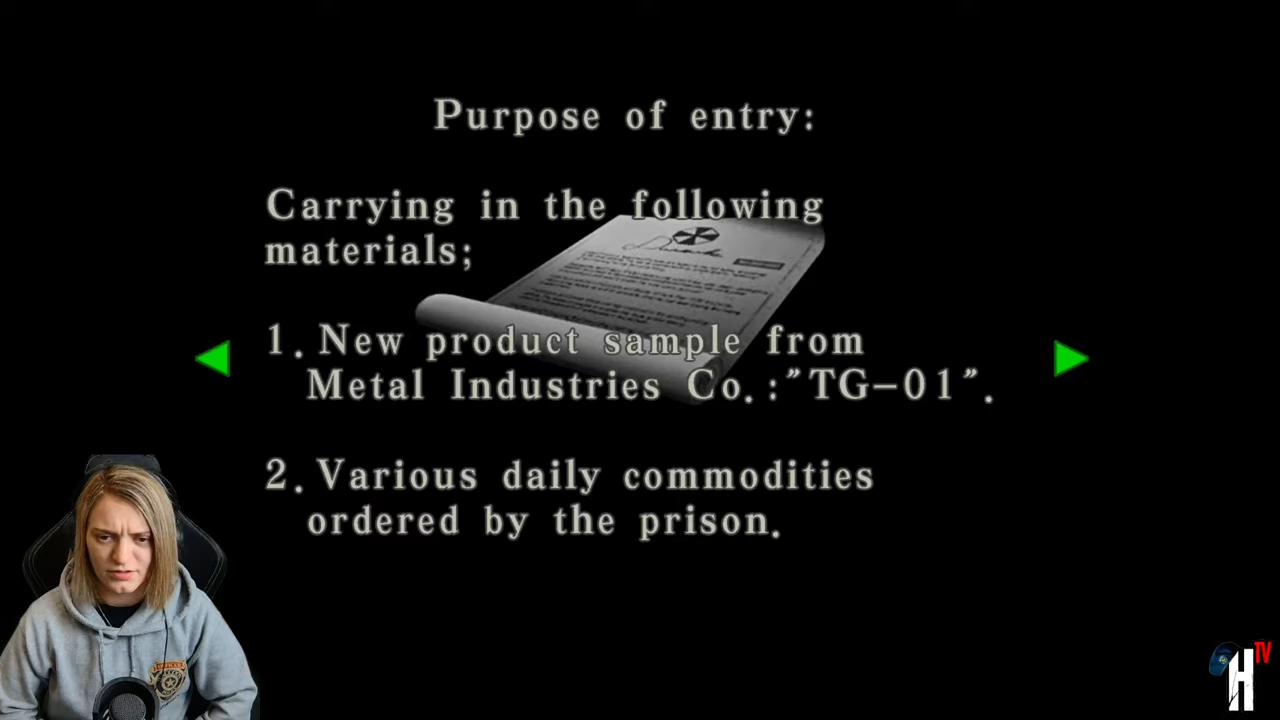 Purpose of entry:
Carrying in the following
materials;
1. New product sample from
Metal Industries Co.:"TG-01".
2. Various daily commodities
ordered by the prison.
H TV